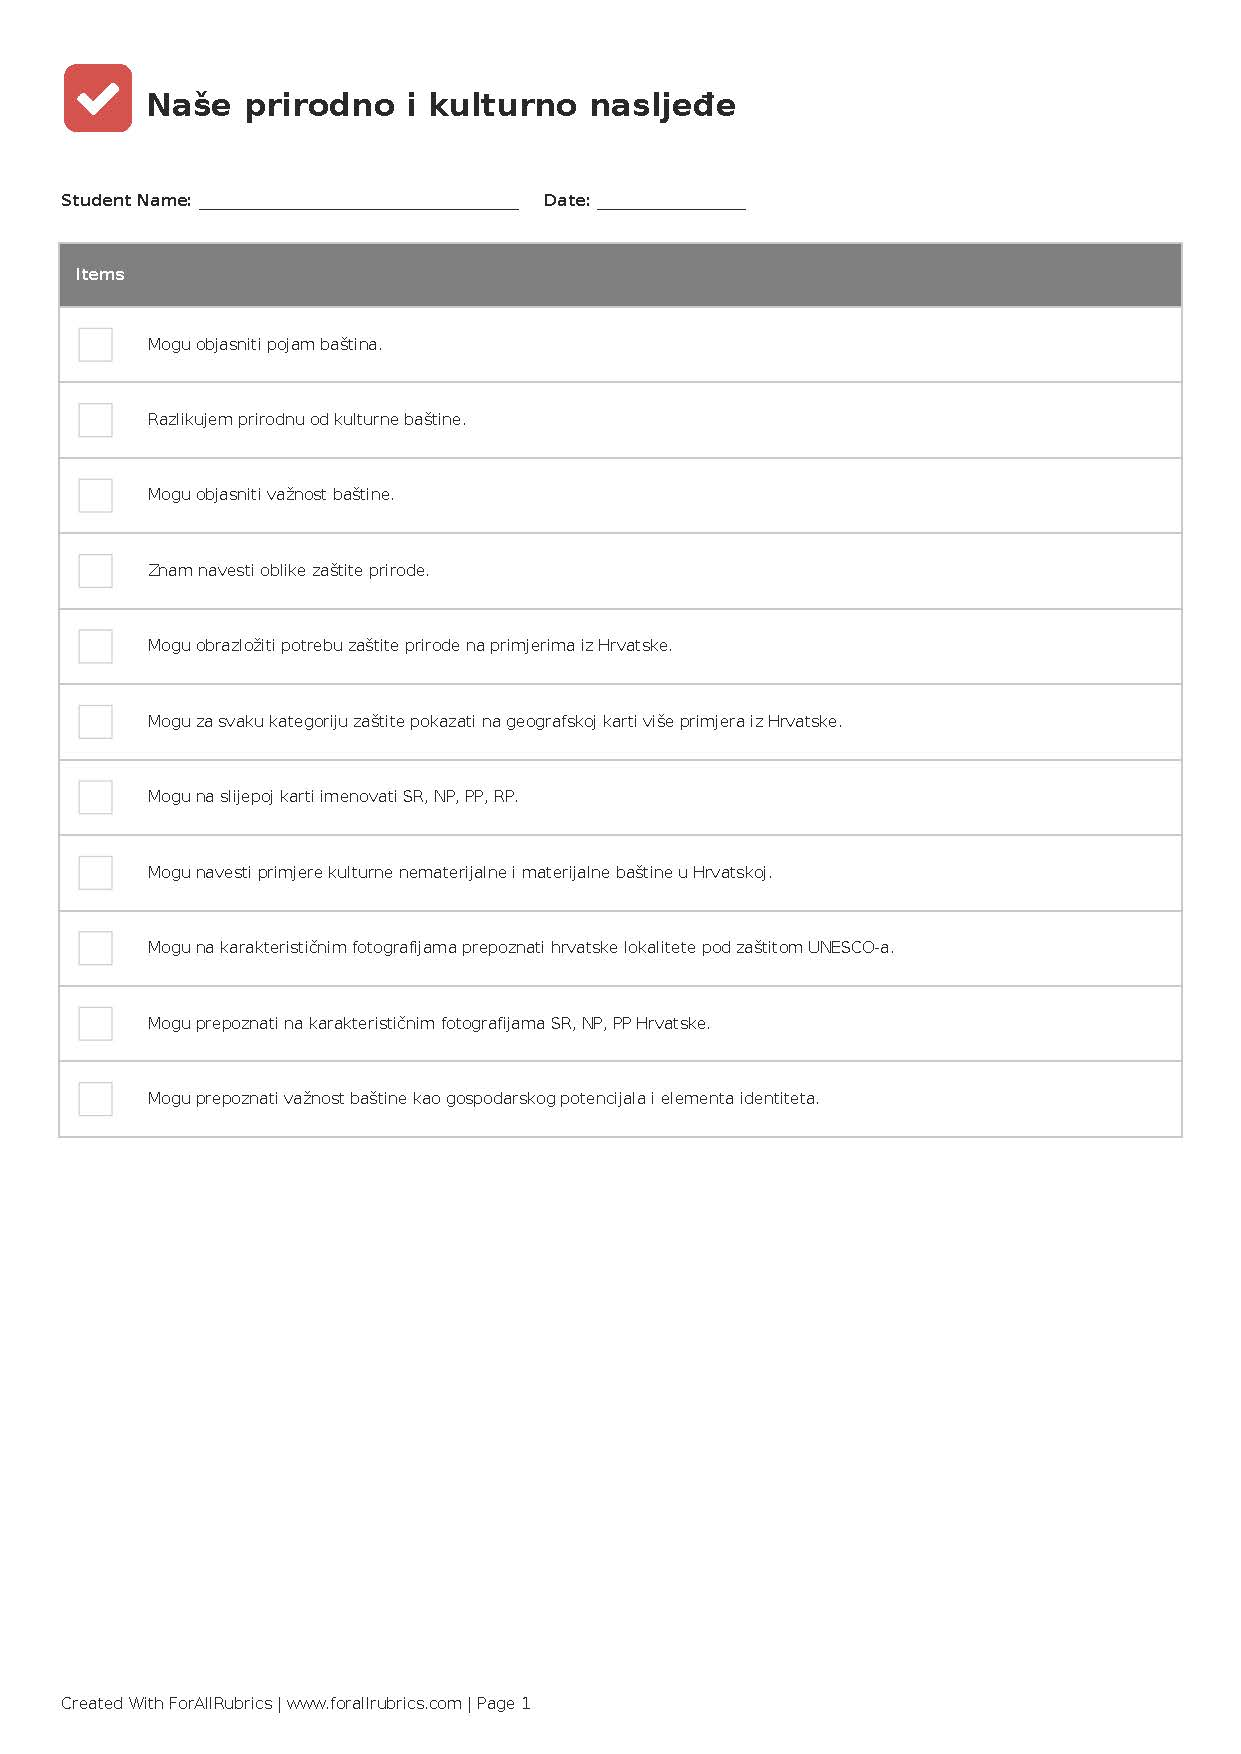 Naše prirodno i kulturno nasljeđe
Student Name: Date:
Items
Mogu objasniti pojam baština.
Razlikujem prirodnu od kulturne baštine.
Mogu objasniti važnost baštine.
Znam navesti oblike zaštite prirode.
Mogu obrazložiti potrebu zaštite prirode na primjerima iz Hrvatske.
Mogu za svaku kategoriju zaštite pokazati na geografskoj karti više primjera iz Hrvatske.
Mogu na slijepoj karti imenovati SR, NP, PP, RP.
Mogu navesti primjere kulturne nematerijalne i materijalne baštine u Hrvatskoj.
Mogu na karakterističnim fotografijama prepoznati hrvatske lokalitete pod zaštitom UNESCO-a.
Mogu prepoznati na karakterističnim fotografijama SR, NP, PP Hrvatske.
Mogu prepoznati važnost baštine kao gospodarskog potencijala i elementa identiteta.
Created With ForAllRubrics | www.forallrubrics.com | Page 1